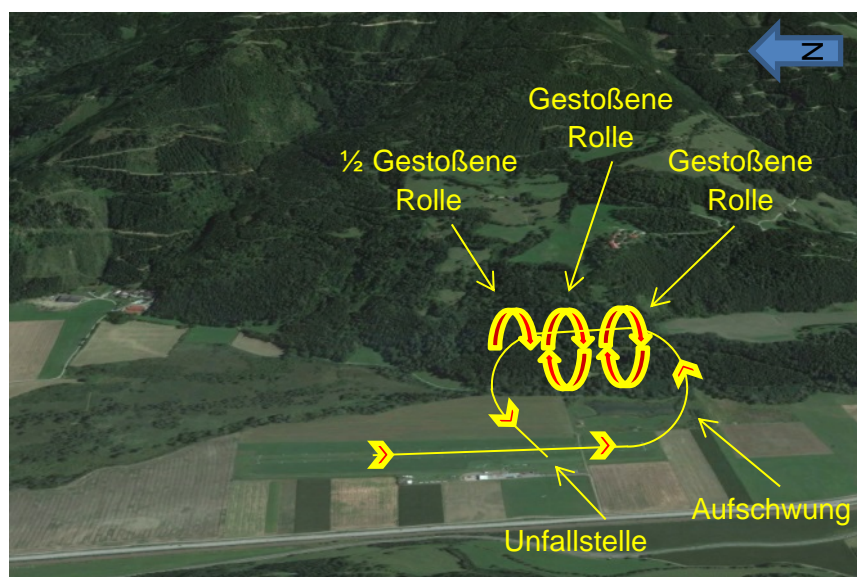 N
Gestoßene
Rolle
½ Gestoßene
Rolle
Gestoßene
Rolle
Aufschwung
Unfallstelle